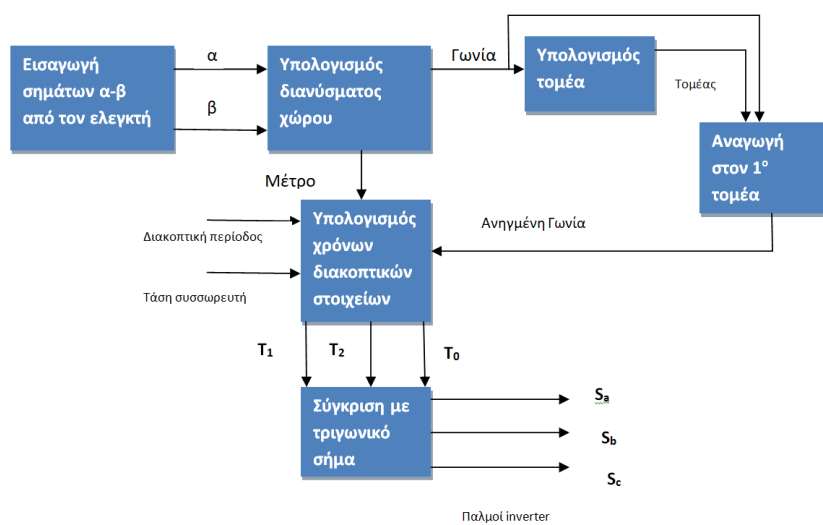 Εισαγωγή
σημάτων α-β
από τον ελεγκτή
α
β
Υπολογισμός
διανύσματος
χώρου
Γωνία
Υπολογισμός
τομέα
Τομέας
Αναγωγή
στον 1ο
τομέα
Μέτρο
Ανηγμένη Γωνία
Διακοπτική περίοδος
Τάση συσσωρευτή
Υπολογισμός
χρόνων
διακοπτικών
στοιχείων
T1
T2
T0
Σύγκριση με
τριγωνικό
σήμα
Sa
Sb
Sc
Παλμοί inverter